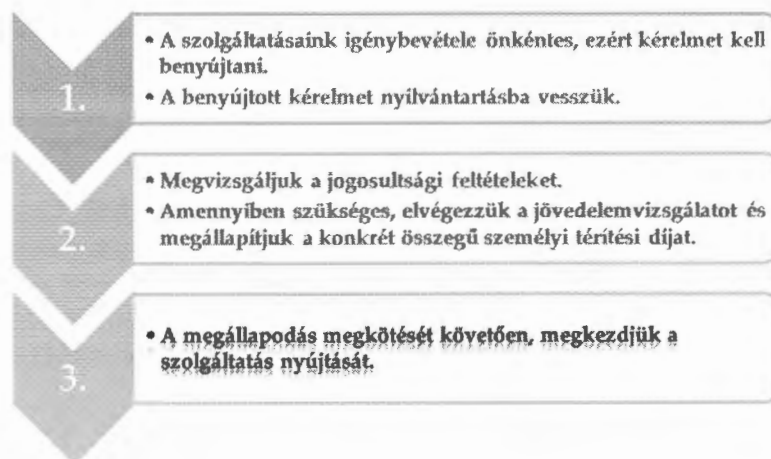 1.
• A szolgáltatásaink igénybevétele önkéntes, ezért kérelmet kell
benyújtani.
• A benyújtott kérelmet nyilvántartásba vesszük.
2.
• Megvizsgáljuk a jogosultsági feltételeket.
• Amennyiben szükséges, elvégezzük a jövedelemvizsgálatot és
megállapítjuk a konkrét összegű személyi térítési díjat.
3.
• A megállapodás megkötését követően, megkezdjük a
szolgáltatás nyújtását.